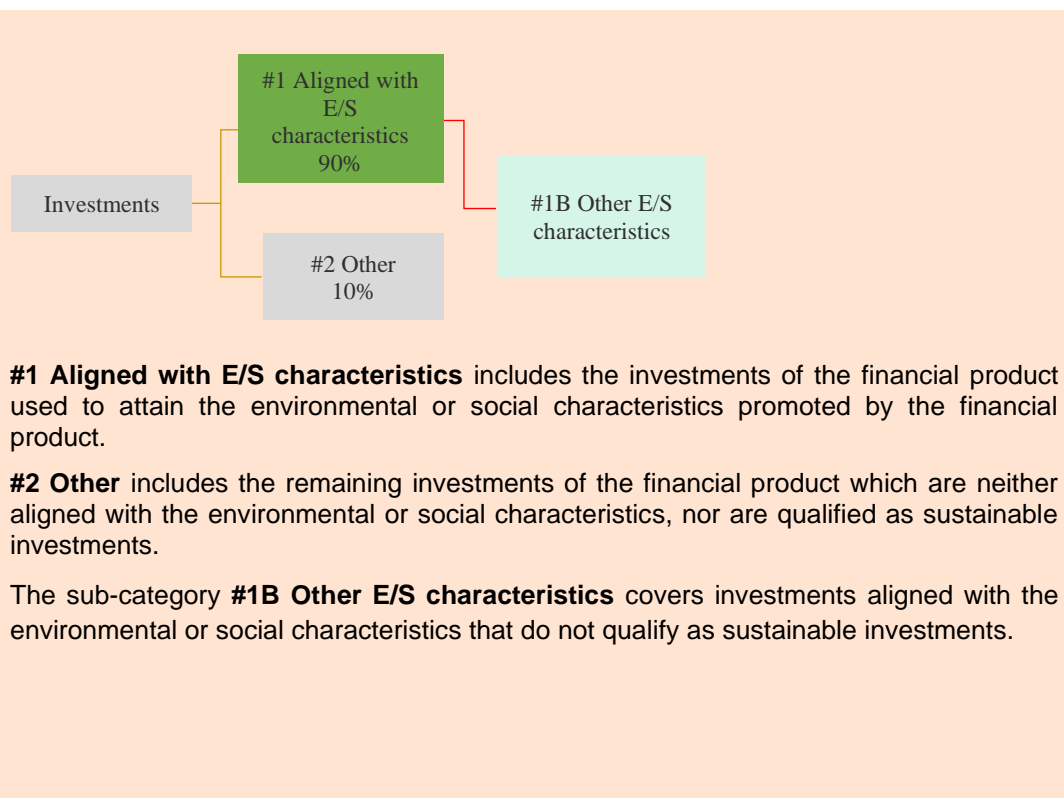 #1 Aligned with
E/S
characteristics
90%
Investments
#1B Other E/S
characteristics
#2 Other
10%
#1 Aligned with E/S characteristics includes the investments of the financial product
used to attain the environmental or social characteristics promoted by the financial
product.
#2 Other includes the remaining investments of the financial product which are neither
aligned with the environmental or social characteristics, nor are qualified as sustainable
investments.
The sub-category #1B Other E/S characteristics covers investments aligned with the
environmental or social characteristics that do not qualify as sustainable investments.